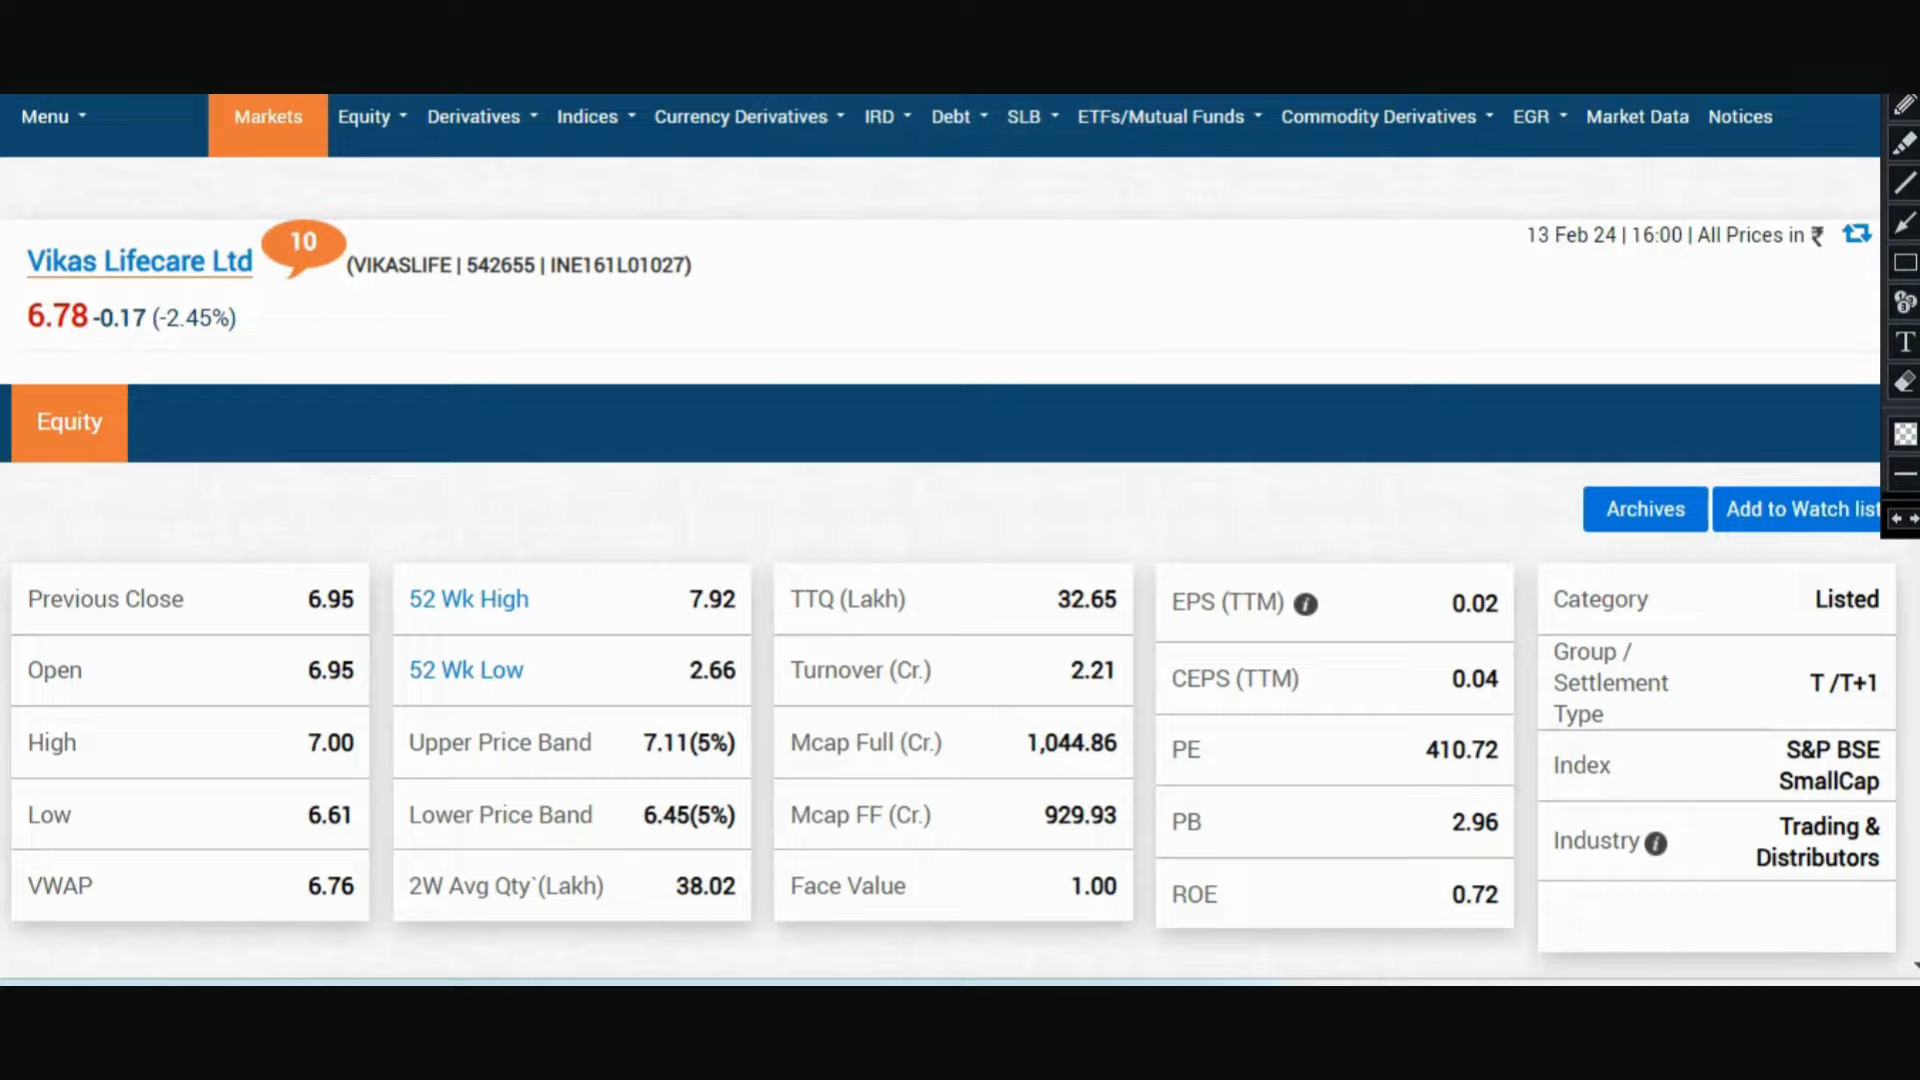 Menu Markets Equity Derivatives Indices Currency Derivatives IRD Debt SLB ETFs/Mutual Funds Commodity Derivatives EGR Market Data Notices
13 Feb 24 | 16:00 | All Prices in ₹
Vikas Lifecare Ltd 10 (VIKASLIFE | 542655 | INE161L01027)
6.78 -0.17 (-2.45%)
Equity
Archives Add to Watch list
Previous Close 6.95
Open 6.95
High 7.00
Low 6.61
VWAP 6.76
52 Wk High 7.92
52 Wk Low 2.66
Upper Price Band 7.11(5%)
Lower Price Band 6.45(5%)
2W Avg Qty`(Lakh) 38.02
TTQ (Lakh) 32.65
Turnover (Cr.) 2.21
Mcap Full (Cr.) 1,044.86
Mcap FF (Cr.) 929.93
Face Value 1.00
EPS (TTM) 0.02
CEPS (TTM) 0.04
PE 410.72
PB 2.96
ROE 0.72
Category Listed
Group /
Settlement T /T+1
Type
Index S&P BSE
SmallCap
Industry Trading &
Distributors
T